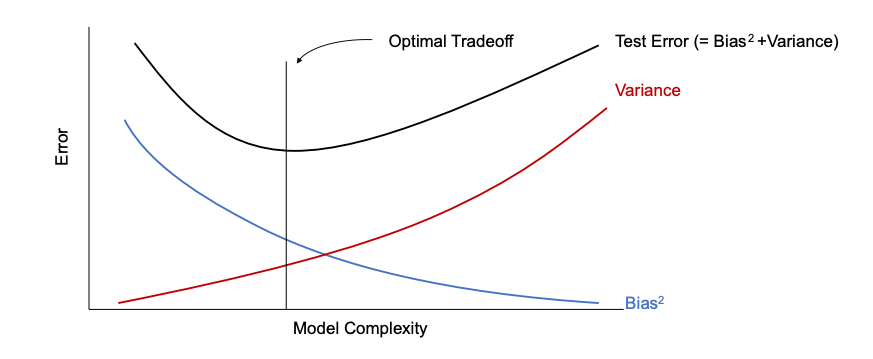 Optimal Tradeoff
Test Error (= Bias² +Variance)
Variance
Error
Bias²
Model Complexity